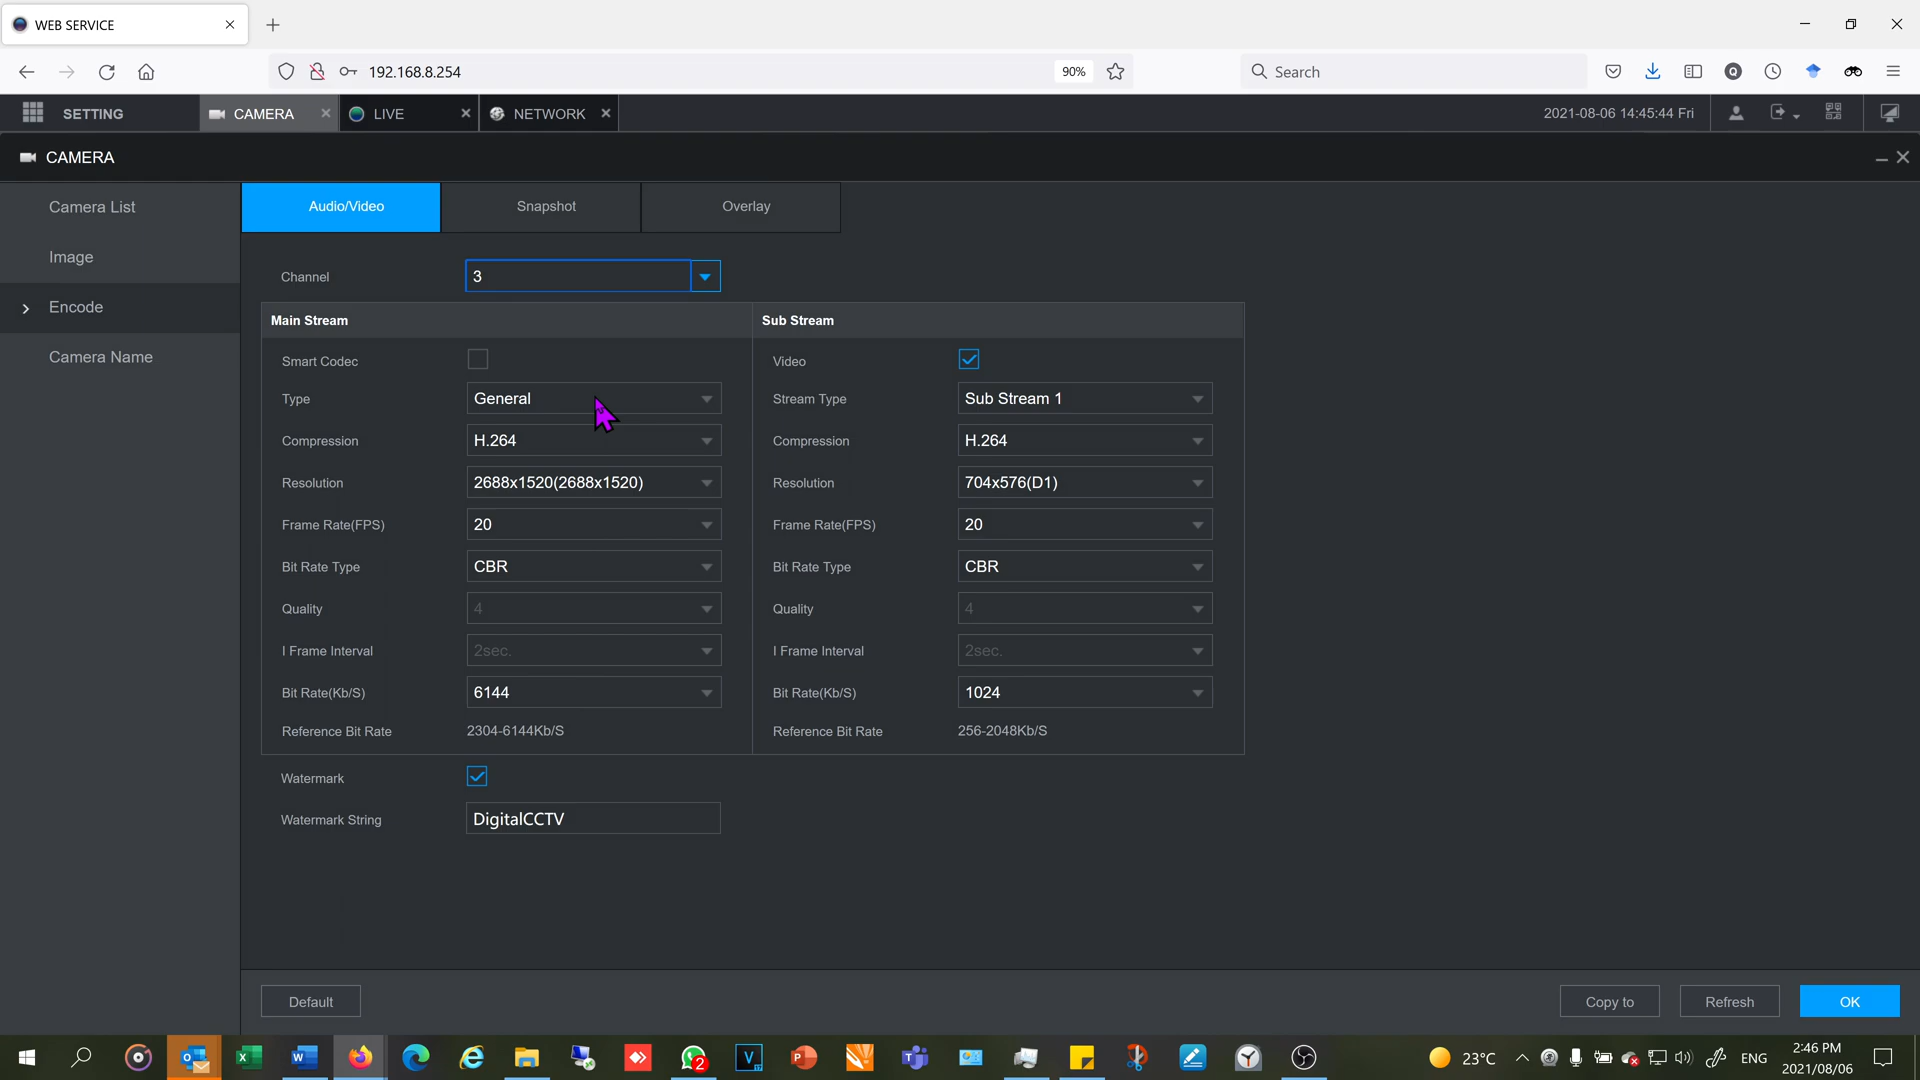 WEB SERVICE
192.168.8.254
90%
Search
SETTING
CAMERA
LIVE
NETWORK
2021-08-06 14:45:44 Fri
CAMERA
Camera List
Image
Encode
Camera Name
Audio/Video
Snapshot
Overlay
Channel
3
Main Stream
Sub Stream
Smart Codec
Video
Type
General
Stream Type
Sub Stream 1
Compression
H.264
Compression
H.264
Resolution
2688x1520(2688x1520)
Resolution
704x576(D1)
Frame Rate(FPS)
20
Frame Rate(FPS)
20
Bit Rate Type
CBR
Bit Rate Type
CBR
Quality
4
Quality
4
I Frame Interval
2sec.
I Frame Interval
2sec.
Bit Rate(Kb/S)
6144
Bit Rate(Kb/S)
1024
Reference Bit Rate
2304-6144Kb/S
Reference Bit Rate
256-2048Kb/S
Watermark
Watermark String
DigitalCCTV
Default
Copy to
Refresh
OK
23°C
ENG
2:46 PM
2021/08/06